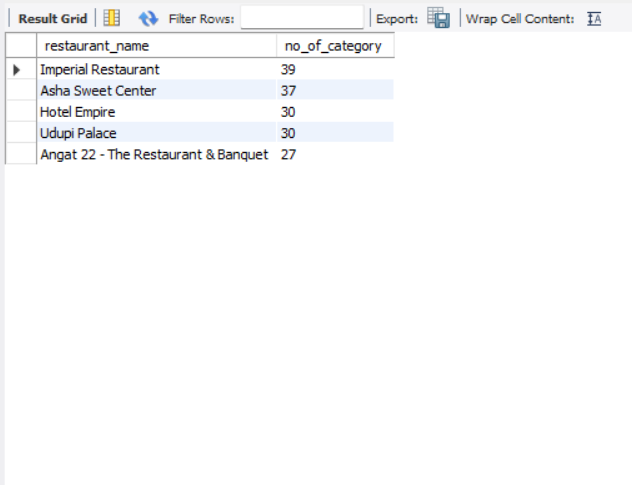 Result Grid Filter Rows: Export: Wrap Cell Content: IA
restaurant_name no_of_category
Imperial Restaurant 39
Asha Sweet Center 37
Hotel Empire 30
Udupi Palace 30
Angat 22 - The Restaurant & Banquet 27